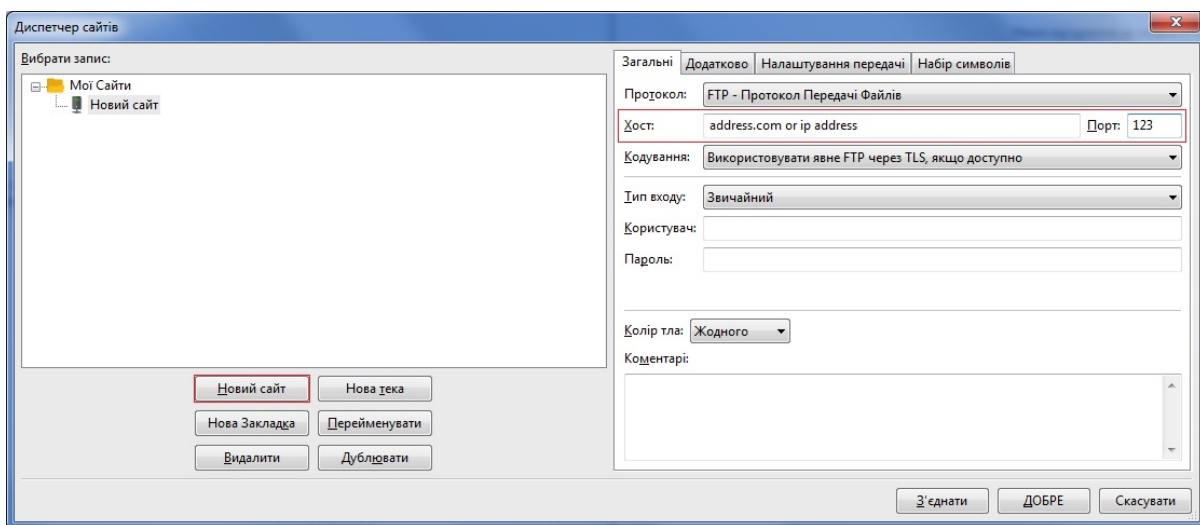 Диспетчер сайтів
x
Вибрати запис:
Мої Сайти
Новий сайт
Новий сайт Нова тека
Нова Закладка Перейменувати
Видалити Дублювати
Загальні Додатково Налаштування передачі Набір символів
Протокол: FTP - Протокол Передачі Файлів
Хост: address.com or ip address Порт: 123
Кодування: Використовувати явне FTP через TLS, якщо доступно
Тип входу: Звичайний
Користувач:
Пароль:
Колір тла: Жодного
Коментарі:
З'єднати ДОБРЕ Скасувати